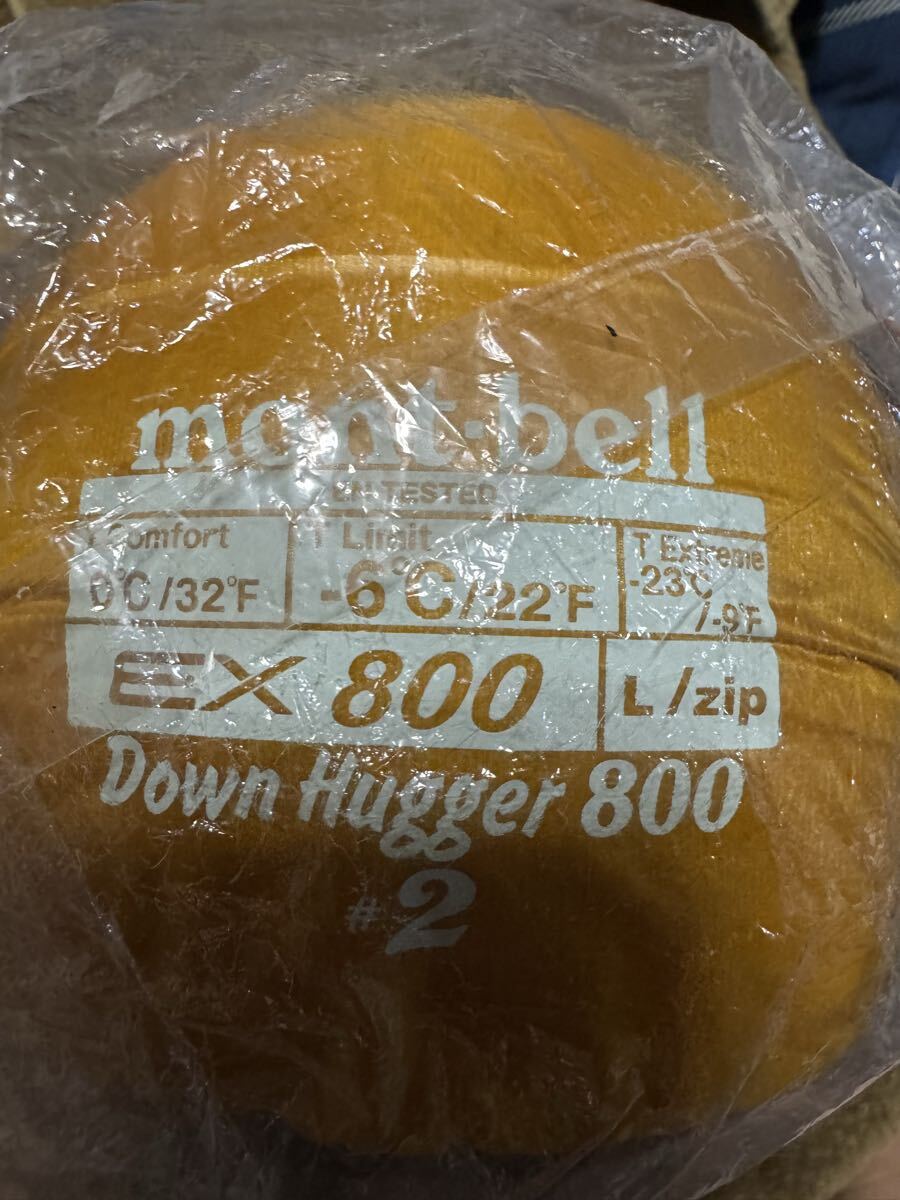 mont-bell
EN TESTED
T Comfort
0°C/32°F
T Limit
-6°C/22°F
T Extreme
-23°C
/-9°F
EX 800
L/zip
Down Hugger 800
#2